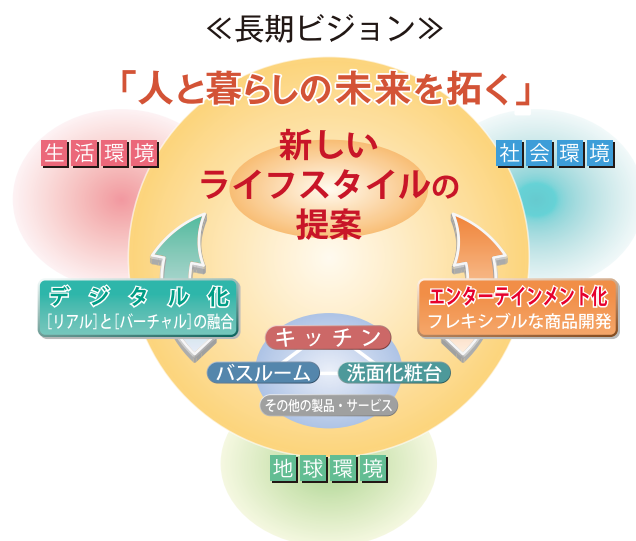 ≪長期ビジョン≫
「人と暮らしの未来を拓く」
生活環境
社会環境
新しい
ライフスタイルの
提案
デジタル化
[リアル]と[バーチャル]の融合
エンターテインメント化
フレキシブルな商品開発
キッチン
バスルーム
洗面化粧台
その他の製品・サービス
地球環境